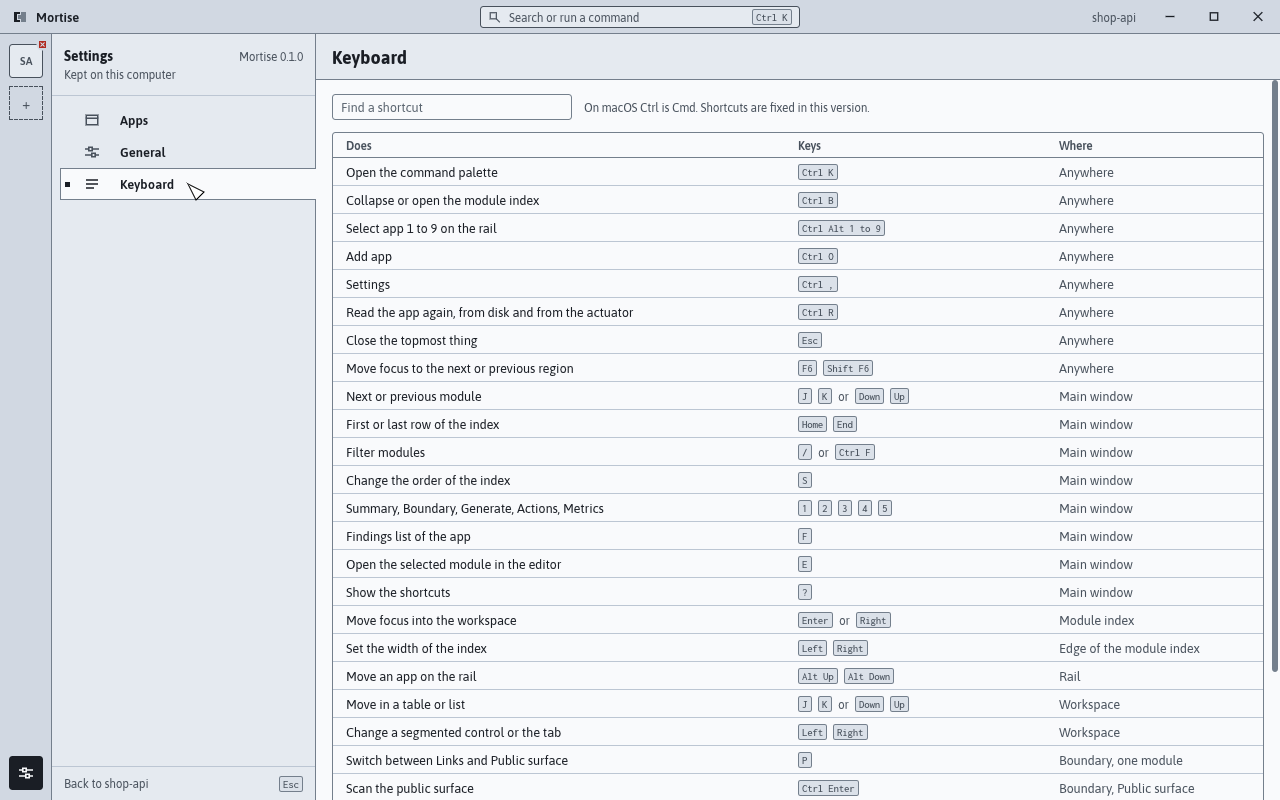 Mortise
Search or run a command Ctrl K
shop-api
SA
Settings Mortise 0.1.0
Kept on this computer
+
Apps
General
Keyboard
Back to shop-api Esc
Keyboard
Find a shortcut On macOS Ctrl is Cmd. Shortcuts are fixed in this version.
Does Keys Where
Open the command palette Ctrl K Anywhere
Collapse or open the module index Ctrl B Anywhere
Select app 1 to 9 on the rail Ctrl Alt 1 to 9 Anywhere
Add app Ctrl O Anywhere
Settings Ctrl , Anywhere
Read the app again, from disk and from the actuator Ctrl R Anywhere
Close the topmost thing Esc Anywhere
Move focus to the next or previous region F6 Shift F6 Anywhere
Next or previous module J K or Down Up Main window
First or last row of the index Home End Main window
Filter modules / or Ctrl F Main window
Change the order of the index S Main window
Summary, Boundary, Generate, Actions, Metrics 1 2 3 4 5 Main window
Findings list of the app F Main window
Open the selected module in the editor E Main window
Show the shortcuts ? Main window
Move focus into the workspace Enter or Right Module index
Set the width of the index Left Right Edge of the module index
Move an app on the rail Alt Up Alt Down Rail
Move in a table or list J K or Down Up Workspace
Change a segmented control or the tab Left Right Workspace
Switch between Links and Public surface P Boundary, one module
Scan the public surface Ctrl Enter Boundary, Public surface